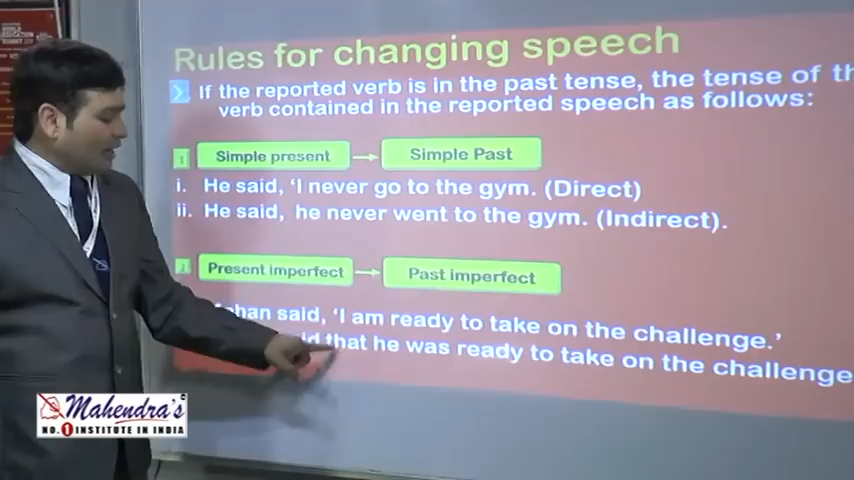 Rules for changing speech
If the reported verb is in the past tense, the tense of
verb contained in the reported speech as follows:
1 Simple present → Simple Past
i. He said, 'I never go to the gym. (Direct)
ii. He said, he never went to the gym. (Indirect).
Present imperfect → Past imperfect
said, 'I am ready to take on the challenge.'
that he was ready to take on the challenge
Mahendra's
NO. 1 INSTITUTE IN INDIA